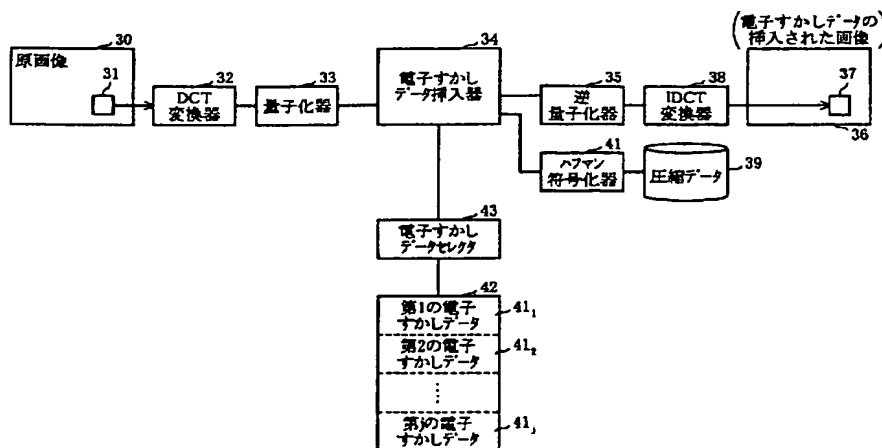 30
原画像
31
32
DCT
変換器
33
量子化器
34
電子すかし
データ挿入器
35
逆
量子化器
38
IDCT
変換器
(電子すかしデータの
挿入された画像)
37
36
41
ハフマン
符号化器
圧縮データ
39
43
電子すかし
データセレクタ
42
第1の電子
すかしデータ
41₁
第2の電子
すかしデータ
41₂
⋮
第jの電子
すかしデータ
41ⱼ